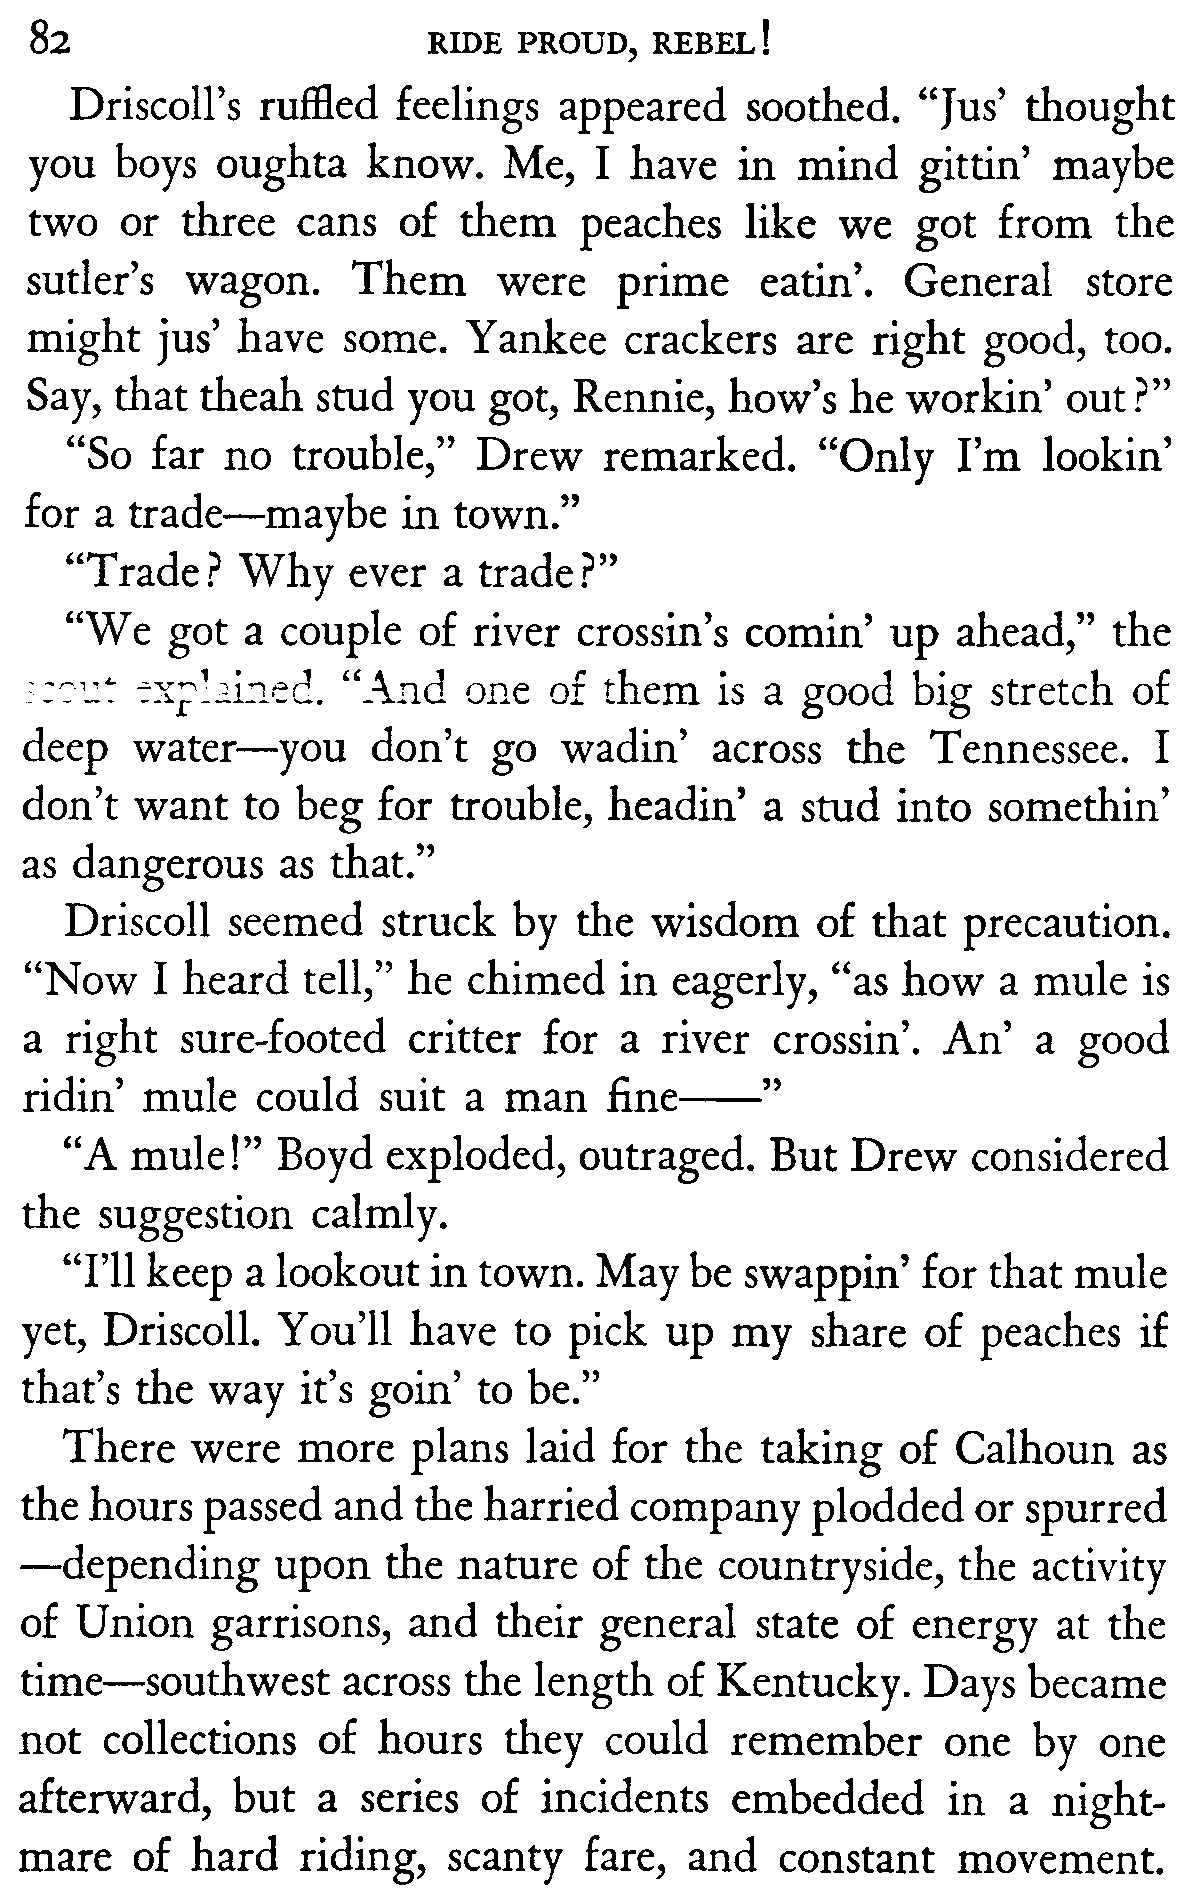 82 RIDE PROUD, REBEL!
Driscoll's ruffled feelings appeared soothed. “Jus' thought
you boys oughta know. Me, I have in mind gittin' maybe
two or three cans of them peaches like we got from the
sutler's wagon. Them were prime eatin'. General store
might jus' have some. Yankee crackers are right good, too.
Say, that theah stud you got, Rennie, how's he workin' out?”
“So far no trouble,” Drew remarked. “Only I'm lookin'
for a trade—maybe in town.”
“Trade? Why ever a trade?”
“We got a couple of river crossin's comin' up ahead,” the
scout explained. “And one of them is a good big stretch of
deep water—you don't go wadin' across the Tennessee. I
don't want to beg for trouble, headin' a stud into somethin'
as dangerous as that.”
Driscoll seemed struck by the wisdom of that precaution.
“Now I heard tell,” he chimed in eagerly, “as how a mule is
a right sure-footed critter for a river crossin'. An' a good
ridin' mule could suit a man fine——”
“A mule!” Boyd exploded, outraged. But Drew considered
the suggestion calmly.
“I'll keep a lookout in town. May be swappin' for that mule
yet, Driscoll. You'll have to pick up my share of peaches if
that's the way it's goin' to be.”
There were more plans laid for the taking of Calhoun as
the hours passed and the harried company plodded or spurred
—depending upon the nature of the countryside, the activity
of Union garrisons, and their general state of energy at the
time—southwest across the length of Kentucky. Days became
not collections of hours they could remember one by one
afterward, but a series of incidents embedded in a night-
mare of hard riding, scanty fare, and constant movement.